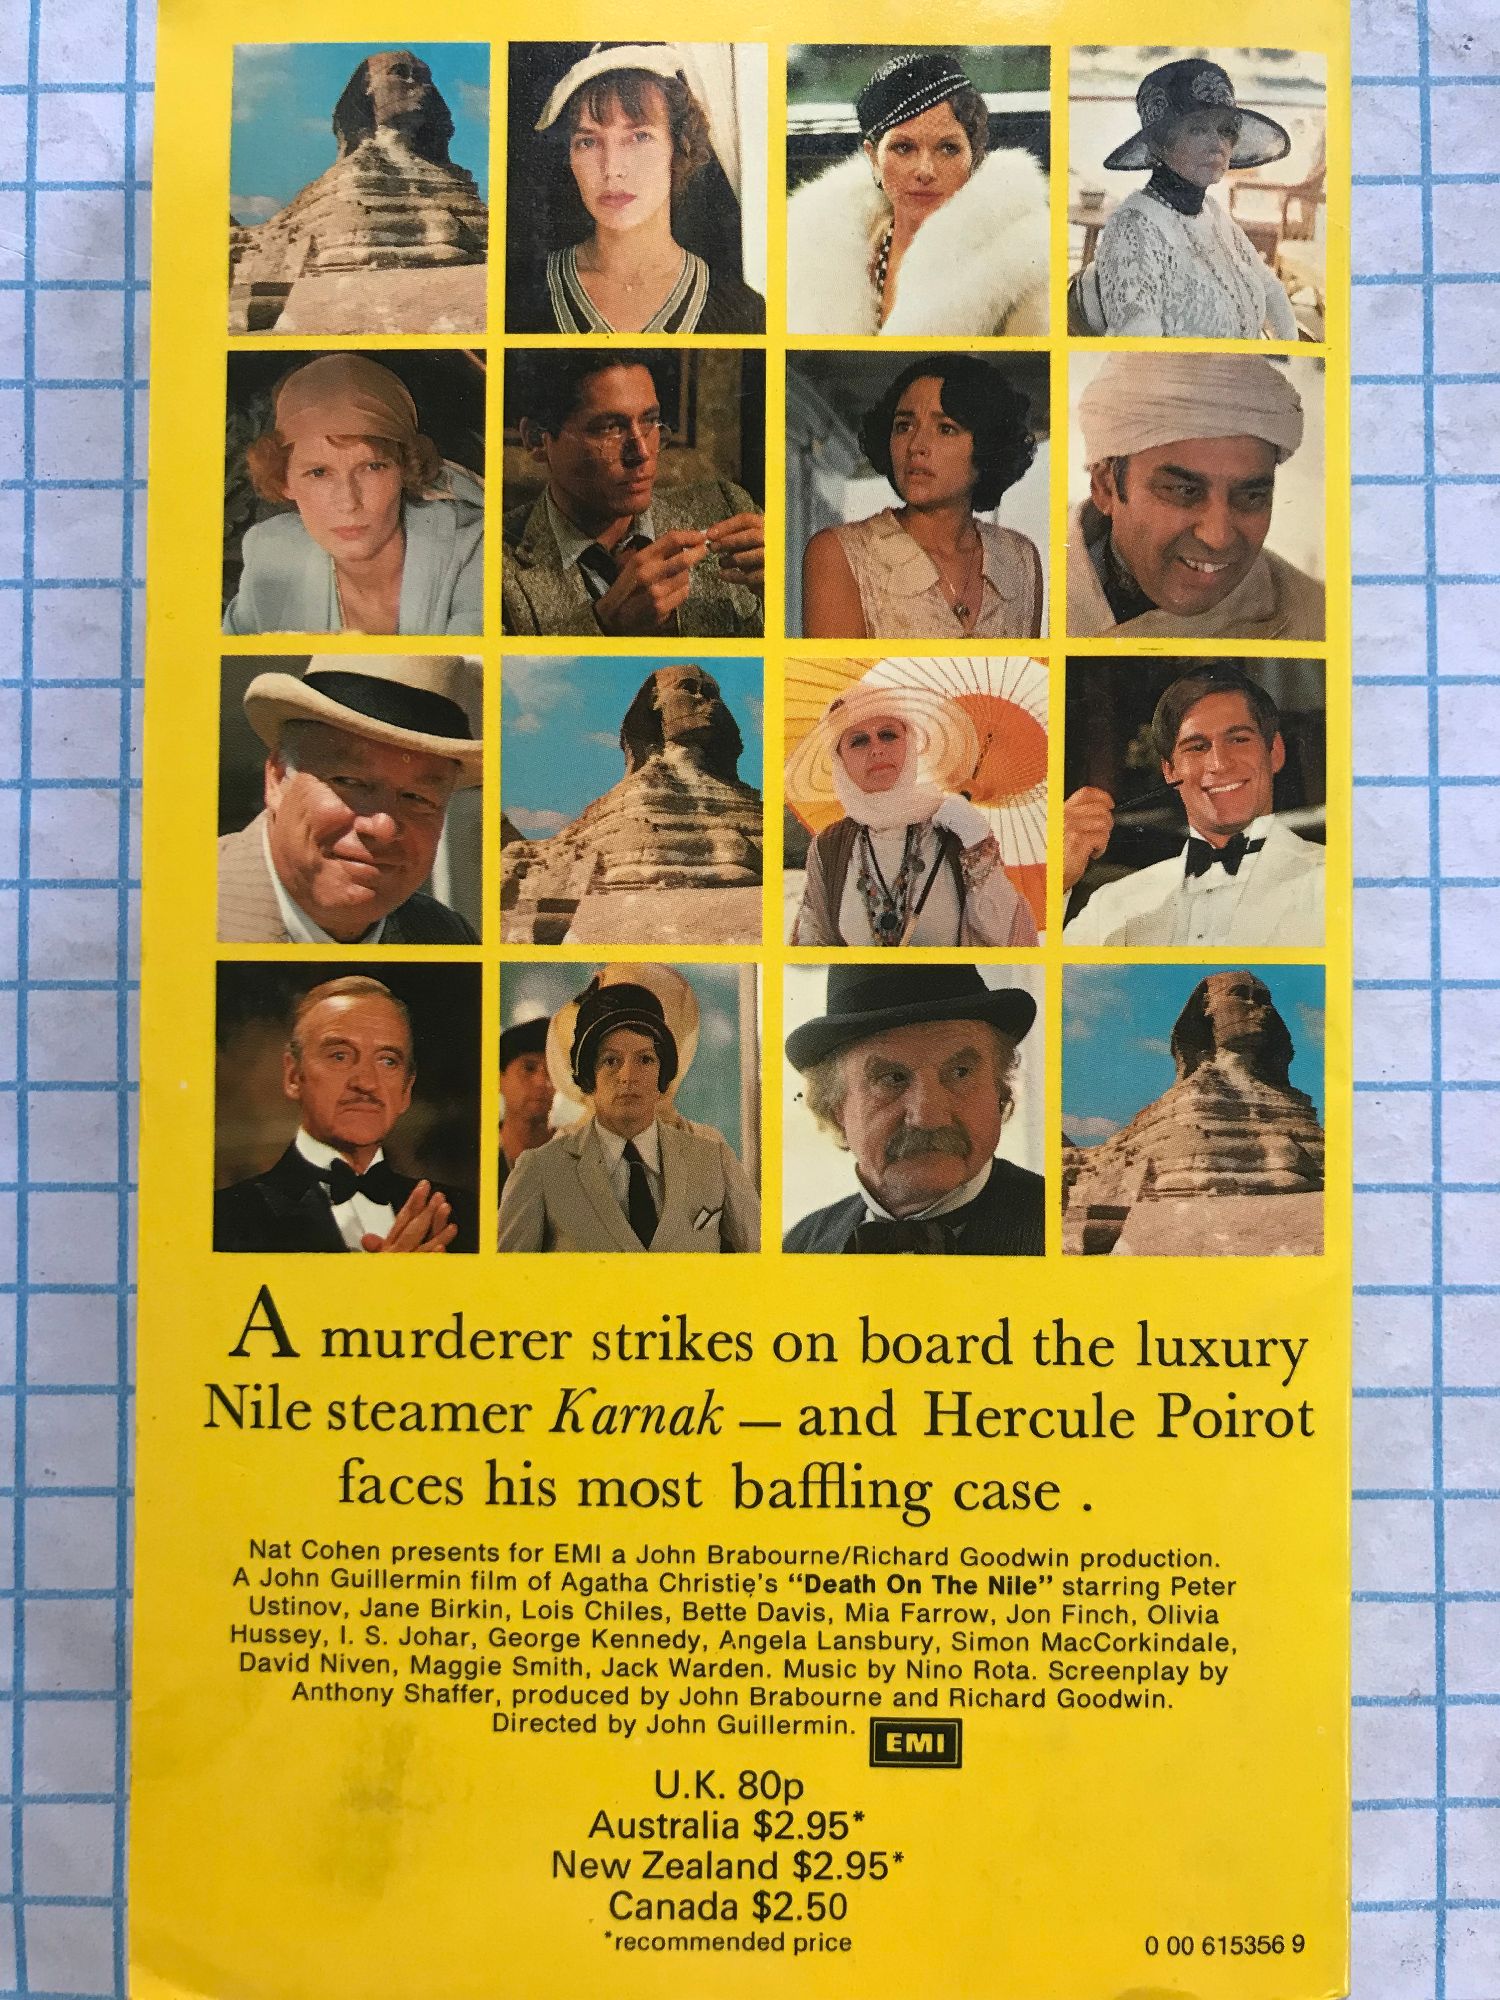 A murderer strikes on board the luxury
Nile steamer Karnak — and Hercule Poirot
faces his most baffling case .
Nat Cohen presents for EMI a John Brabourne/Richard Goodwin production.
A John Guillermin film of Agatha Christie's "Death On The Nile" starring Peter
Ustinov, Jane Birkin, Lois Chiles, Bette Davis, Mia Farrow, Jon Finch, Olivia
Hussey, I. S. Johar, George Kennedy, Angela Lansbury, Simon MacCorkindale,
David Niven, Maggie Smith, Jack Warden. Music by Nino Rota. Screenplay by
Anthony Shaffer, produced by John Brabourne and Richard Goodwin.
Directed by John Guillermin.
EMI
U.K. 80p
Australia $2.95*
New Zealand $2.95*
Canada $2.50
*recommended price
0 00 615356 9